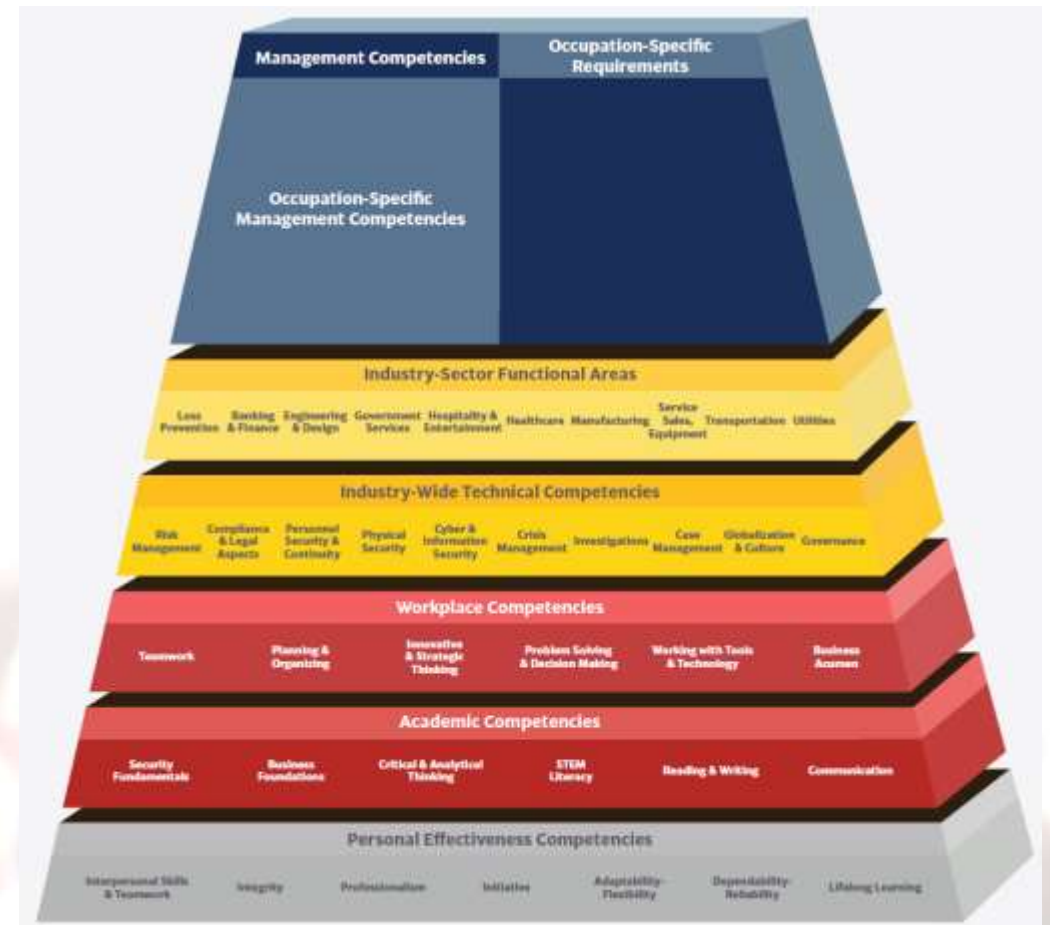 Management Competencies
Occupation-Specific
Requirements
Occupation-Specific
Management Competencies
Industry-Sector Functional Areas
Loss
Prevention
Banking
& Finance
Engineering
& Design
Government
Services
Hospitality &
Entertainment
Healthcare
Manufacturing
Service
Sales,
Equipment
Transportation
Utilities
Industry-Wide Technical Competencies
Risk
Management
Compliance
& Legal
Aspects
Personnel
Security &
Continuity
Physical
Security
Cyber &
Information
Security
Crisis
Management
Investigations
Case
Management
Globalization
& Culture
Governance
Workplace Competencies
Teamwork
Planning &
Organizing
Innovative
& Strategic
Thinking
Problem Solving
& Decision Making
Working with Tools
& Technology
Business
Acumen
Academic Competencies
Security
Fundamentals
Business
Foundations
Critical & Analytical
Thinking
STEM
Literacy
Reading & Writing
Communication
Personal Effectiveness Competencies
Interpersonal Skills
& Teamwork
Integrity
Professionalism
Initiative
Adaptability-
Flexibility
Dependability-
Reliability
Lifelong Learning